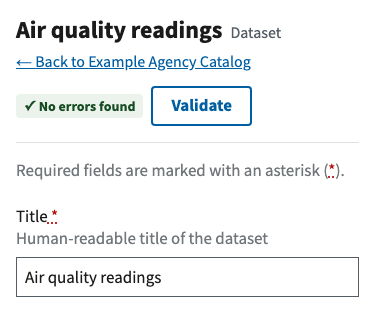 Air quality readings Dataset
← Back to Example Agency Catalog
✓ No errors found Validate
Required fields are marked with an asterisk (*).
Title *
Human-readable title of the dataset
Air quality readings